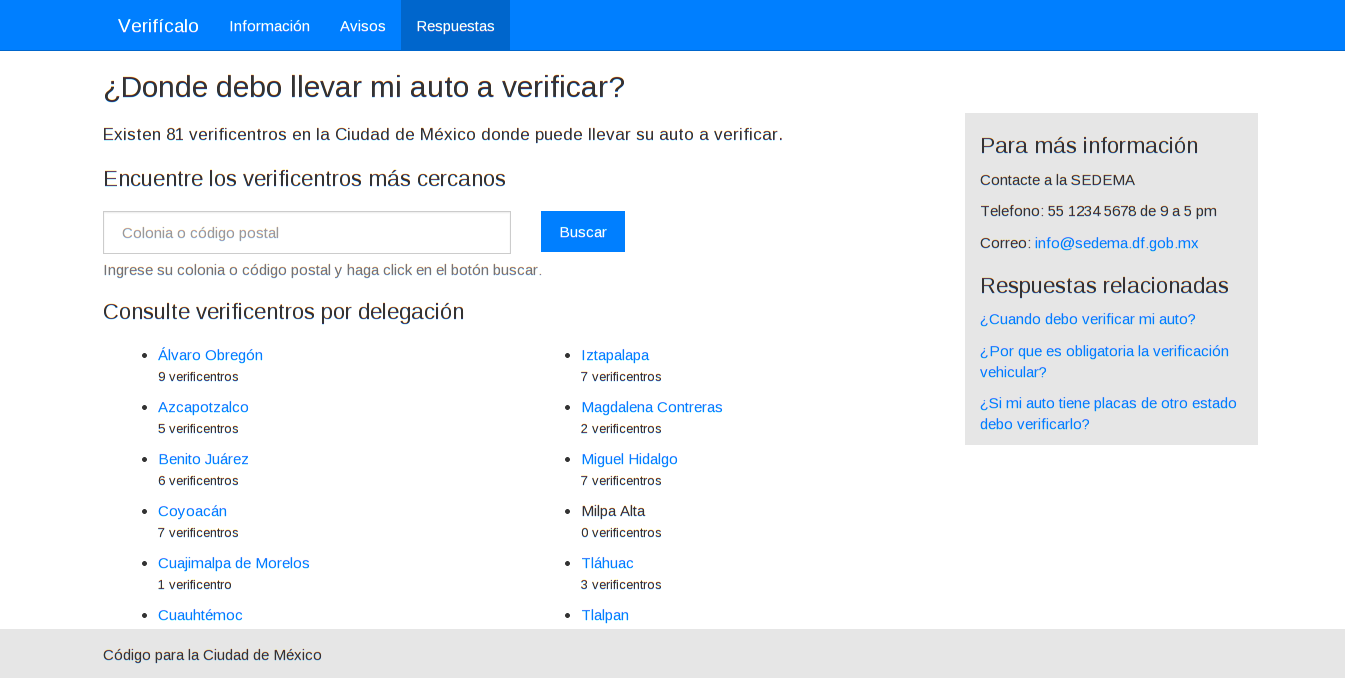 Verifícalo Información Avisos Respuestas
¿Donde debo llevar mi auto a verificar?
Existen 81 verificentros en la Ciudad de México donde puede llevar su auto a verificar.
Encuentre los verificentros más cercanos
Colonia o código postal
Buscar
Ingrese su colonia o código postal y haga click en el botón buscar.
Consulte verificentros por delegación
Álvaro Obregón
9 verificentros
Azcapotzalco
5 verificentros
Benito Juárez
6 verificentros
Coyoacán
7 verificentros
Cuajimalpa de Morelos
1 verificentro
Cuauhtémoc
Iztapalapa
7 verificentros
Magdalena Contreras
2 verificentros
Miguel Hidalgo
7 verificentros
Milpa Alta
0 verificentros
Tláhuac
3 verificentros
Tlalpan
Para más información
Contacte a la SEDEMA
Telefono: 55 1234 5678 de 9 a 5 pm
Correo: info@sedema.df.gob.mx
Respuestas relacionadas
¿Cuando debo verificar mi auto?
¿Por que es obligatoria la verificación
vehicular?
¿Si mi auto tiene placas de otro estado
debo verificarlo?
Código para la Ciudad de México